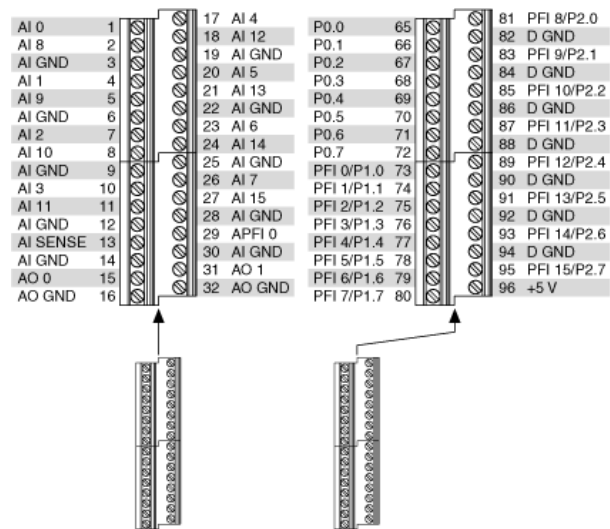 AI 0 1
AI 8 2
AI GND 3
AI 1 4
AI 9 5
AI GND 6
AI 2 7
AI 10 8
AI GND 9
AI 3 10
AI 11 11
AI GND 12
AI SENSE 13
AI GND 14
AO 0 15
AO GND 16
17 AI 4
18 AI 12
19 AI GND
20 AI 5
21 AI 13
22 AI GND
23 AI 6
24 AI 14
25 AI GND
26 AI 7
27 AI 15
28 AI GND
29 APFI 0
30 AI GND
31 AO 1
32 AO GND
P0.0 65
P0.1 66
P0.2 67
P0.3 68
P0.4 69
P0.5 70
P0.6 71
P0.7 72
PFI 0/P1.0 73
PFI 1/P1.1 74
PFI 2/P1.2 75
PFI 3/P1.3 76
PFI 4/P1.4 77
PFI 5/P1.5 78
PFI 6/P1.6 79
PFI 7/P1.7 80
81 PFI 8/P2.0
82 D GND
83 PFI 9/P2.1
84 D GND
85 PFI 10/P2.2
86 D GND
87 PFI 11/P2.3
88 D GND
89 PFI 12/P2.4
90 D GND
91 PFI 13/P2.5
92 D GND
93 PFI 14/P2.6
94 D GND
95 PFI 15/P2.7
96 +5 V